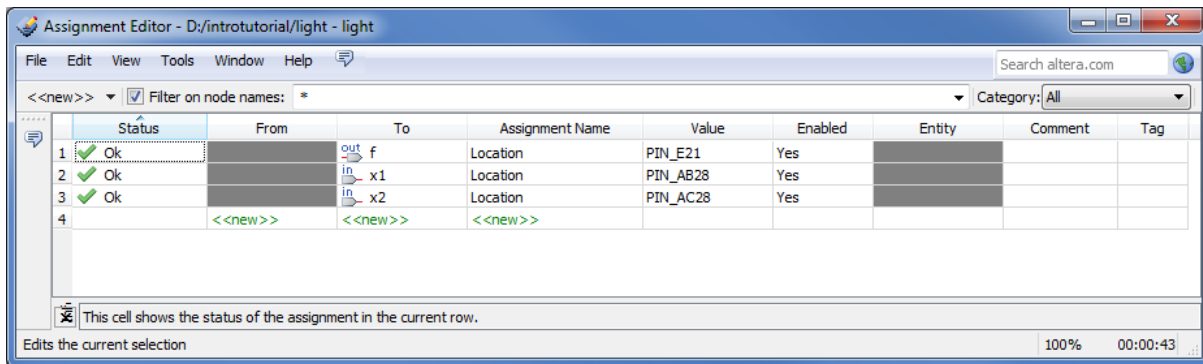 Assignment Editor - D:/introtutorial/light - light
File Edit View Tools Window Help
Search altera.com
<<new>> Filter on node names: * Category: All
Status From To Assignment Name Value Enabled Entity Comment Tag
1 Ok out f Location PIN_E21 Yes
2 Ok in x1 Location PIN_AB28 Yes
3 Ok in x2 Location PIN_AC28 Yes
4 <<new>> <<new>> <<new>>
This cell shows the status of the assignment in the current row.
Edits the current selection 100% 00:00:43